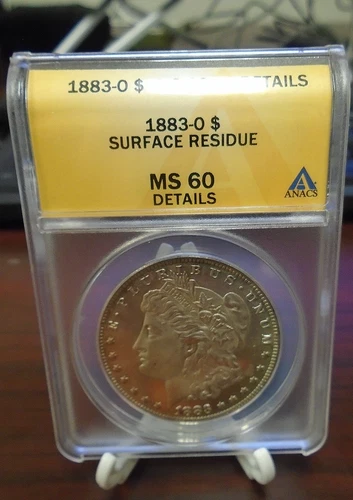 1883-O $ DETAILS
1883-O $
SURFACE RESIDUE
MS 60
DETAILS
ANACS
E·PLURIBUS·UNUM
1883